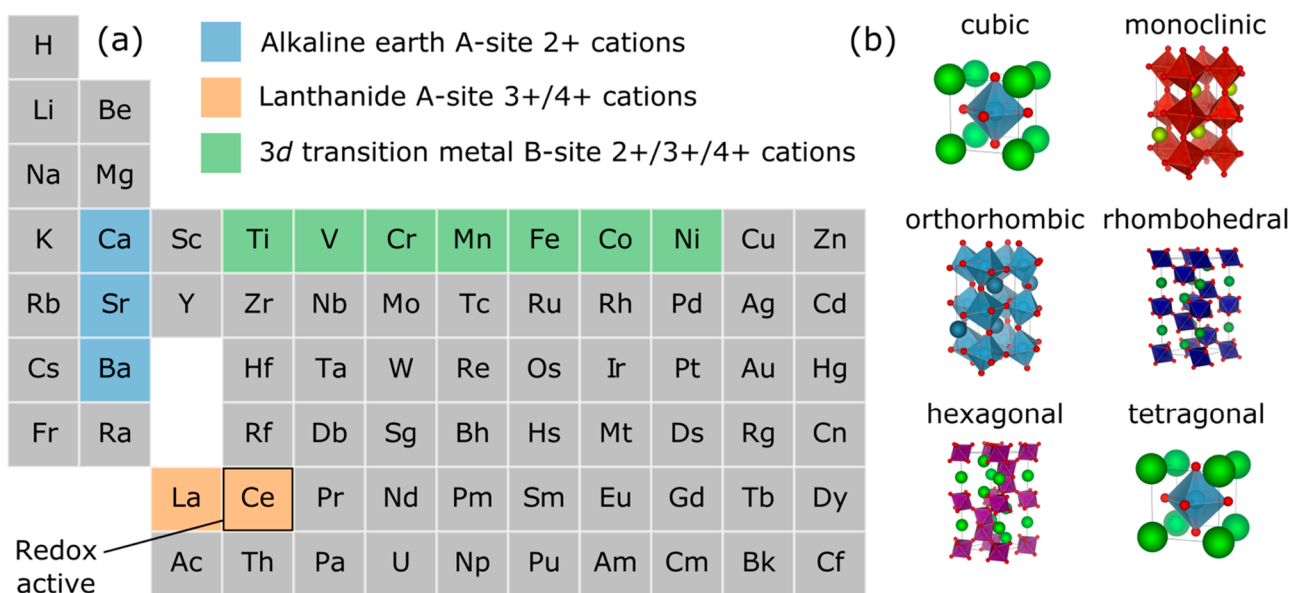 (a)
Alkaline earth A-site 2+ cations
Lanthanide A-site 3+/4+ cations
3d transition metal B-site 2+/3+/4+ cations
H
Li Be
Na Mg
K Ca Sc Ti V Cr Mn Fe Co Ni Cu Zn
Rb Sr Y Zr Nb Mo Tc Ru Rh Pd Ag Cd
Cs Ba Hf Ta W Re Os Ir Pt Au Hg
Fr Ra Rf Db Sg Bh Hs Mt Ds Rg Cn
La Ce Pr Nd Pm Sm Eu Gd Tb Dy
Ac Th Pa U Np Pu Am Cm Bk Cf
Redox
active
(b)
cubic monoclinic
orthorhombic rhombohedral
hexagonal tetragonal